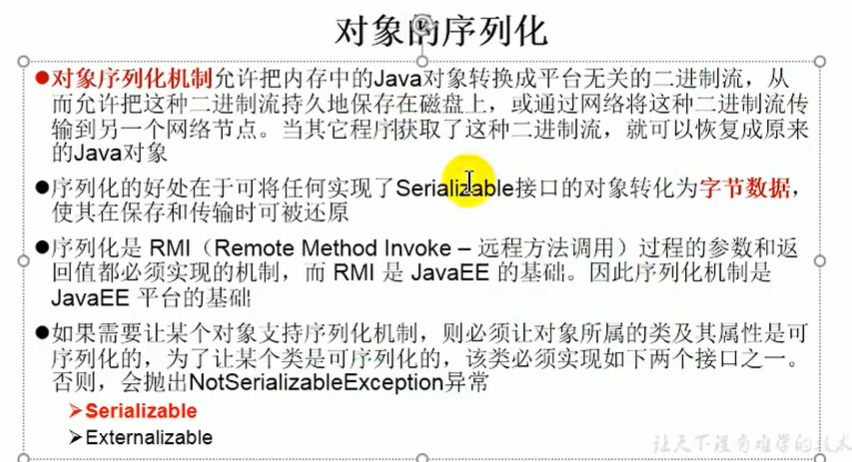 对象的序列化
●对象序列化机制允许把内存中的Java对象转换成平台无关的二进制流，从
而允许把这种二进制流持久地保存在磁盘上，或通过网络将这种二进制流传
输到另一个网络节点。当其它程序获取了这种二进制流，就可以恢复成原来
的Java对象
●序列化的好处在于可将任何实现了Serializable接口的对象转化为字节数据，
使其在保存和传输时可被还原
●序列化是 RMI（Remote Method Invoke – 远程方法调用）过程的参数和返
回值都必须实现的机制，而 RMI 是 JavaEE 的基础。因此序列化机制是
JavaEE 平台的基础
●如果需要让某个对象支持序列化机制，则必须让对象所属的类及其属性是可
序列化的，为了让某个类是可序列化的，该类必须实现如下两个接口之一。
否则，会抛出NotSerializableException异常
➢Serializable
➢Externalizable
让天下没有难学的技术